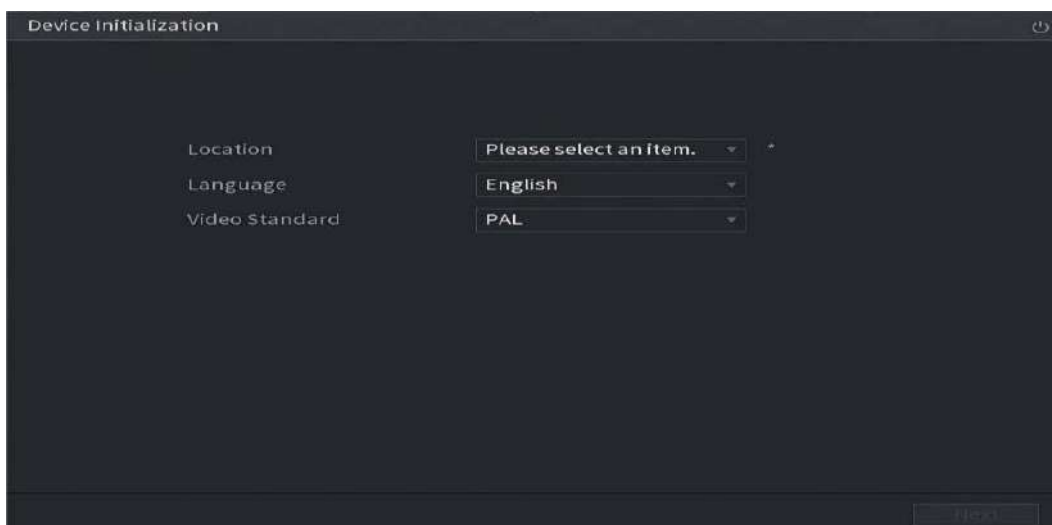 Device Initialization
Location Please select an item. *
Language English
Video Standard PAL
Next